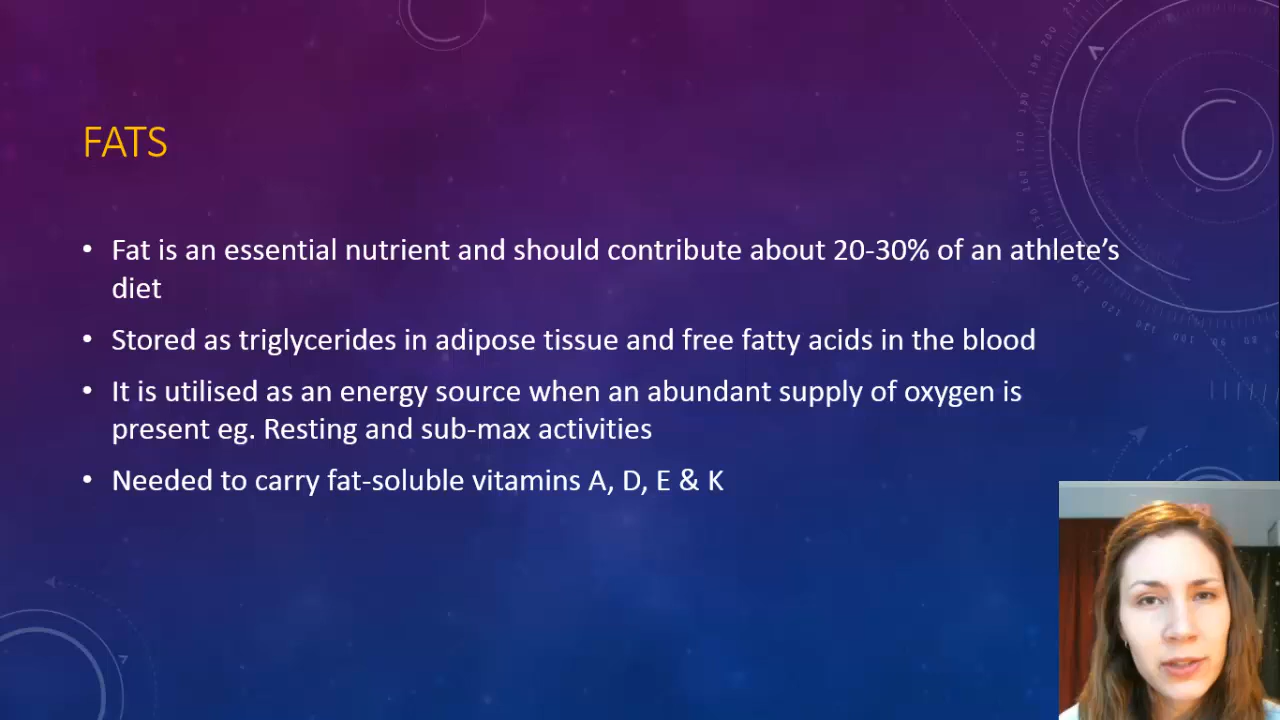 FATS
• Fat is an essential nutrient and should contribute about 20-30% of an athlete’s
diet
• Stored as triglycerides in adipose tissue and free fatty acids in the blood
• It is utilised as an energy source when an abundant supply of oxygen is
present eg. Resting and sub-max activities
• Needed to carry fat-soluble vitamins A, D, E & K